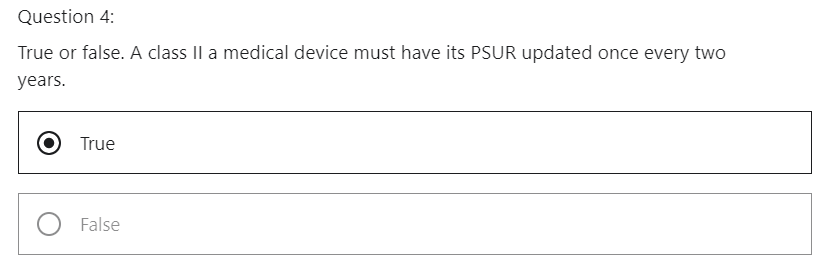 Question 4:
True or false. A class II a medical device must have its PSUR updated once every two
years.
True
False